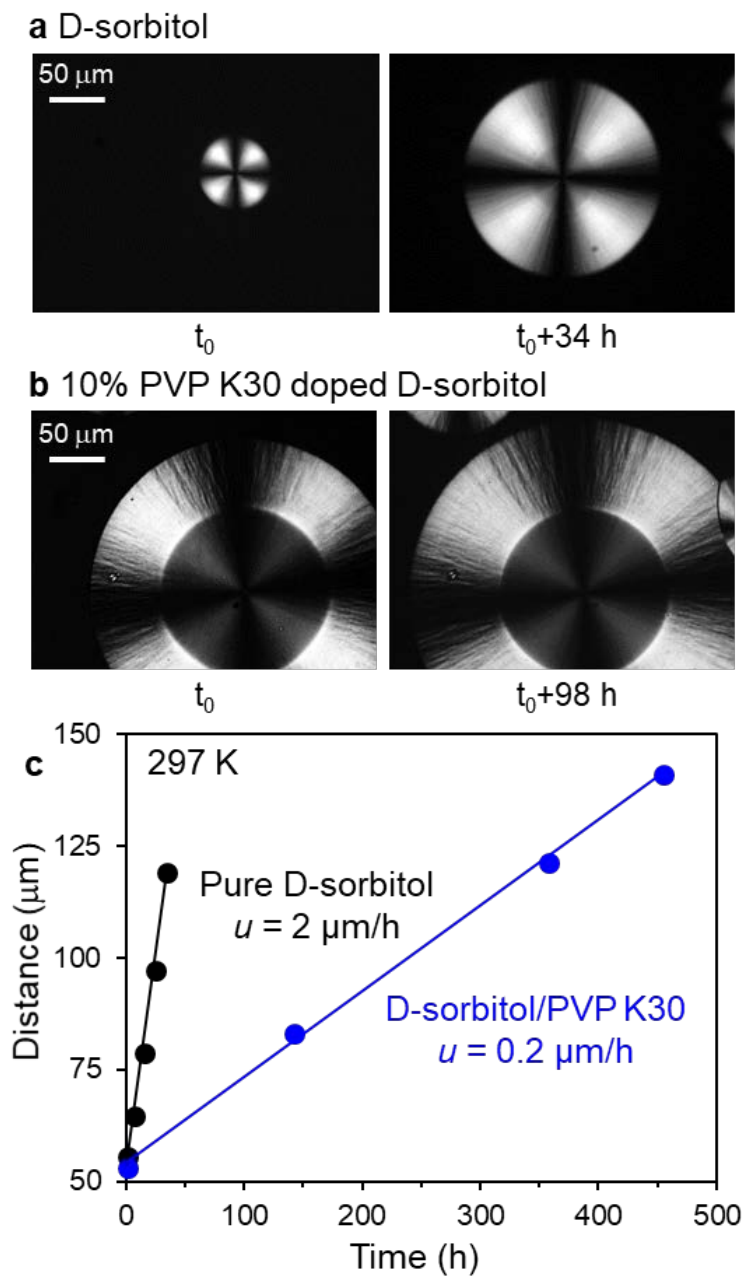 a D-sorbitol
50 μm
t₀
t₀+34 h
b 10% PVP K30 doped D-sorbitol
50 μm
t₀
t₀+98 h
c
297 K
150
125
100
75
50
Distance (μm)
Pure D-sorbitol
u = 2 μm/h
D-sorbitol/PVP K30
u = 0.2 μm/h
0
100
200
300
400
500
Time (h)